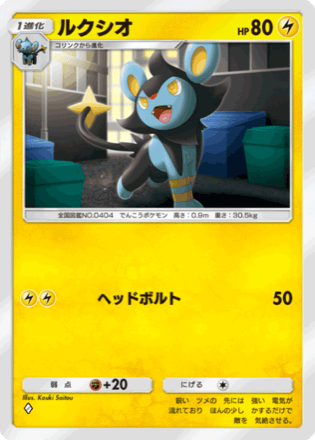 1進化 ルクシオ HP 80
コリンクから進化
全国図鑑NO.0404 でんこうポケモン 高さ:0.9m 重さ:30.5kg
ヘッドボルト 50
弱点 +20 にげる
Illus. Kouki Saitou
鋭い ツメの 先には 強い 電気が
流れており ほんの少し かするだけで
敵を 気絶させる。